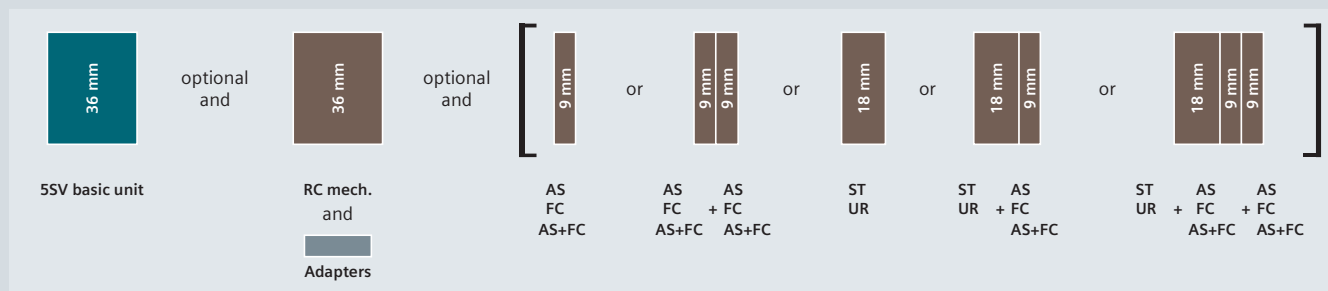 36 mm
optional
and
36 mm
optional
and
9 mm
or
9 mm
9 mm
or
18 mm
or
18 mm
9 mm
or
18 mm
9 mm
9 mm
5SV basic unit
RC mech.
and
Adapters
AS
FC
AS+FC
AS AS
FC + FC
AS+FC AS+FC
ST
UR
ST AS
UR + FC
AS+FC
ST AS AS
UR + FC + FC
AS+FC AS+FC